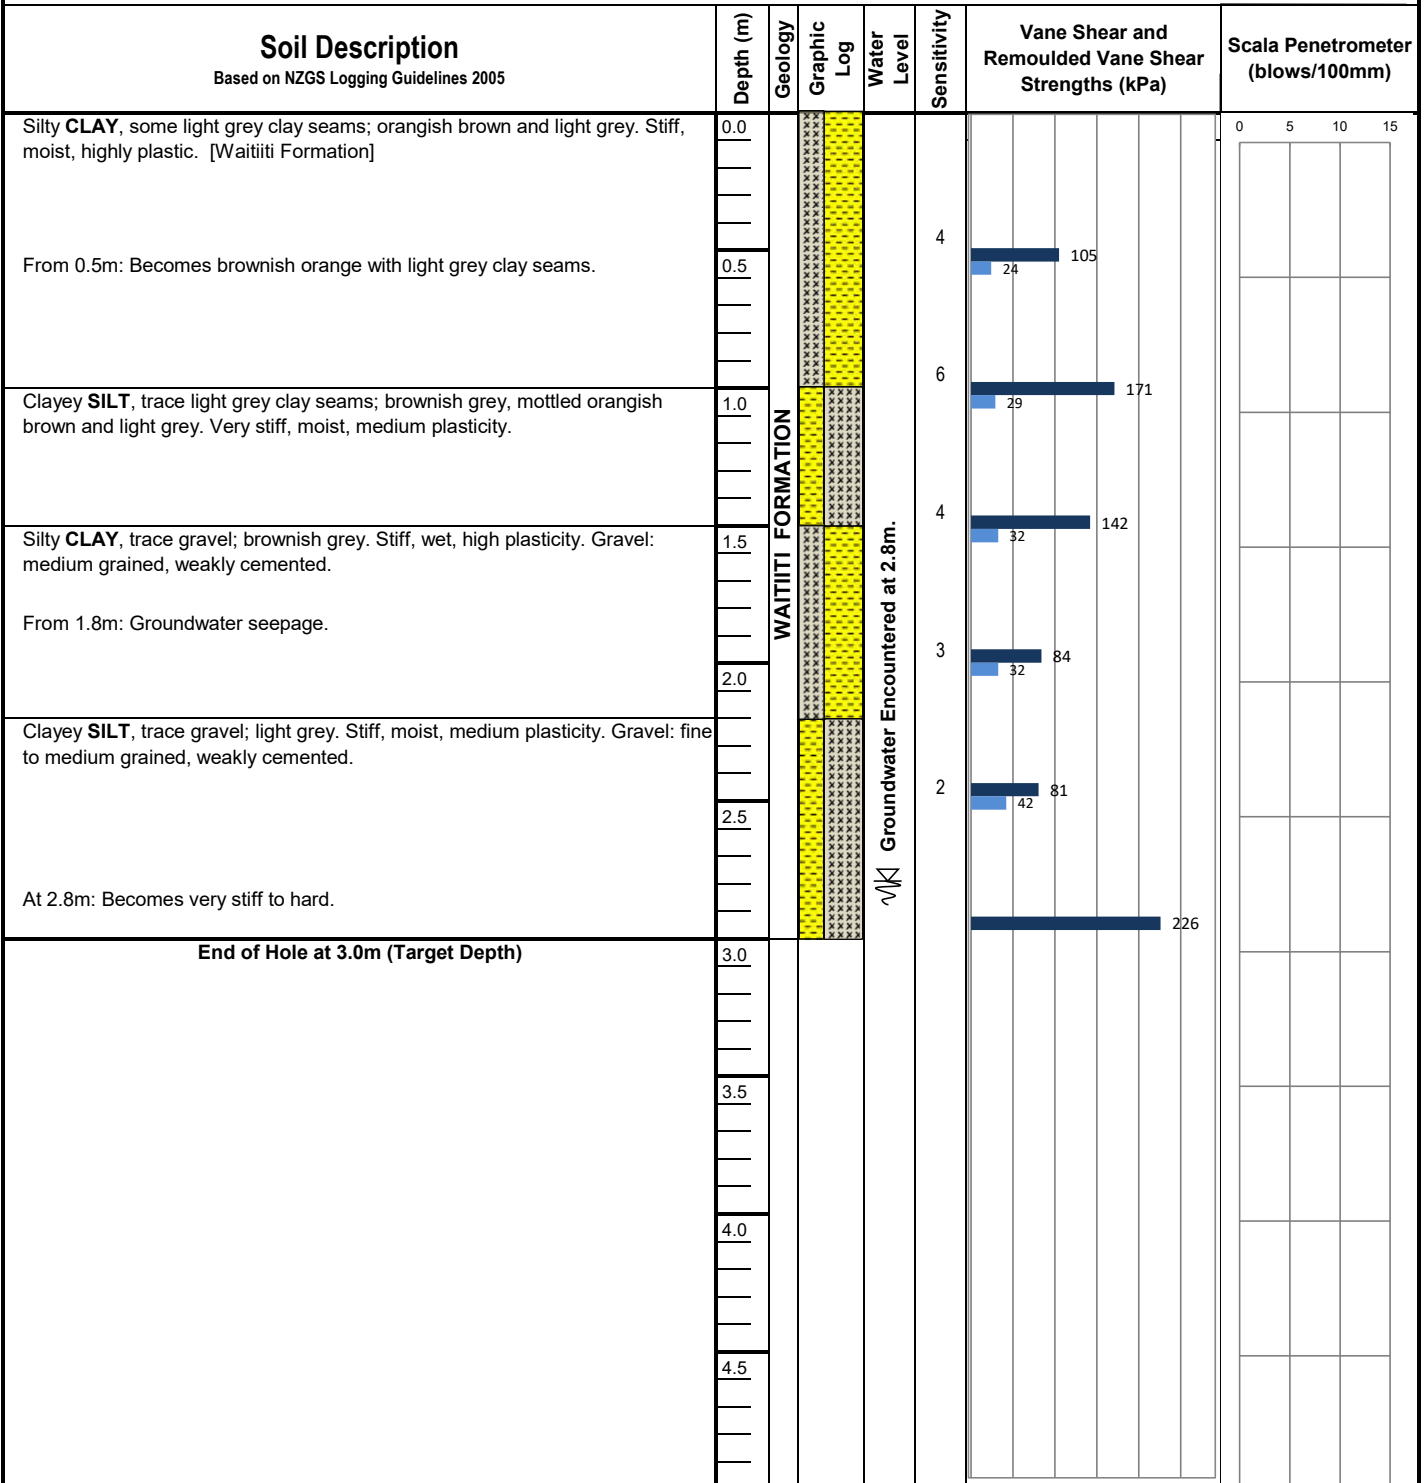 Soil Description
Based on NZGS Logging Guidelines 2005
Depth (m)
Geology
Graphic
Log
Water
Level
Sensitivity
Vane Shear and
Remoulded Vane Shear
Strengths (kPa)
Scala Penetrometer
(blows/100mm)
0 5 10 15
Silty CLAY, some light grey clay seams; orangish brown and light grey. Stiff,
moist, highly plastic. [Waitiiti Formation]
0.0
4
105
From 0.5m: Becomes brownish orange with light grey clay seams.
0.5
24
6
171
Clayey SILT, trace light grey clay seams; brownish grey, mottled orangish
brown and light grey. Very stiff, moist, medium plasticity.
1.0
29
WAITIITI FORMATION
4
142
Silty CLAY, trace gravel; brownish grey. Stiff, wet, high plasticity. Gravel:
medium grained, weakly cemented.
1.5
32
Groundwater Encountered at 2.8m.
From 1.8m: Groundwater seepage.
3
84
32
2.0
Clayey SILT, trace gravel; light grey. Stiff, moist, medium plasticity. Gravel: fine
to medium grained, weakly cemented.
2
81
42
2.5
At 2.8m: Becomes very stiff to hard.
226
End of Hole at 3.0m (Target Depth)
3.0
3.5
4.0
4.5